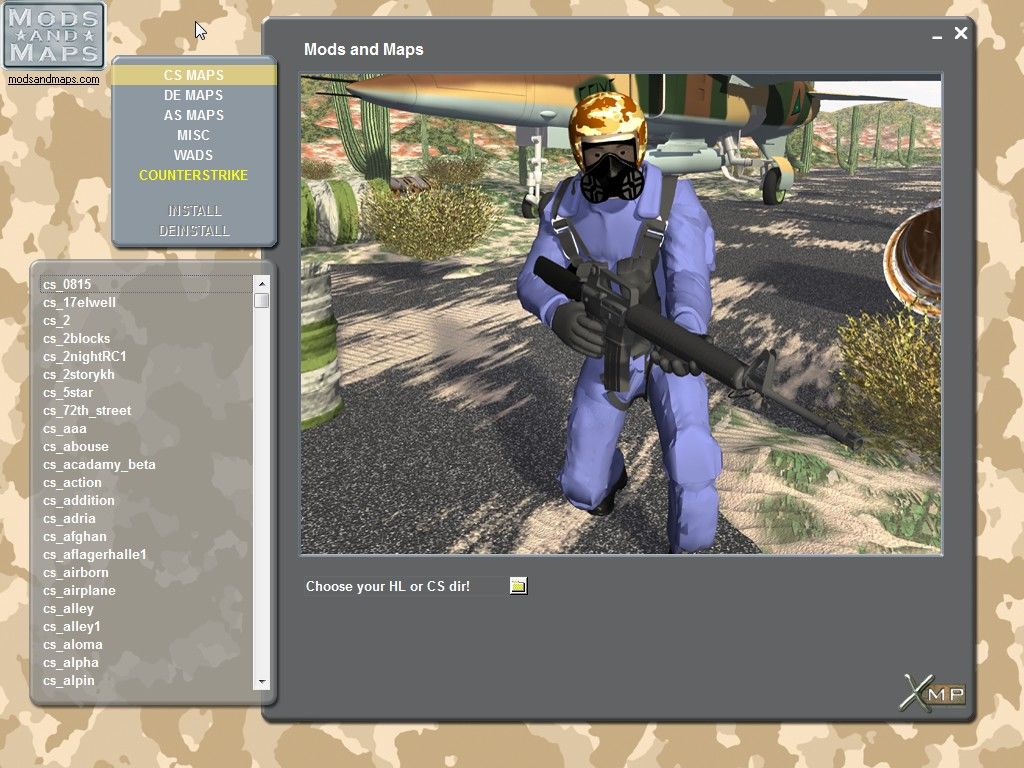 MODS
AND
MAPS
modsandmaps.com
CS MAPS
DE MAPS
AS MAPS
MISC
WADS
COUNTERSTRIKE
INSTALL
DEINSTALL
cs_0815
cs_17elwell
cs_2
cs_2blocks
cs_2nightRC1
cs_2storykh
cs_5star
cs_72th_street
cs_aaa
cs_abouse
cs_acadamy_beta
cs_action
cs_addition
cs_adria
cs_afghan
cs_aflagerhalle1
cs_airborn
cs_airplane
cs_alley
cs_alley1
cs_aloma
cs_alpha
cs_alpin
Mods and Maps
Choose your HL or CS dir!
XMP